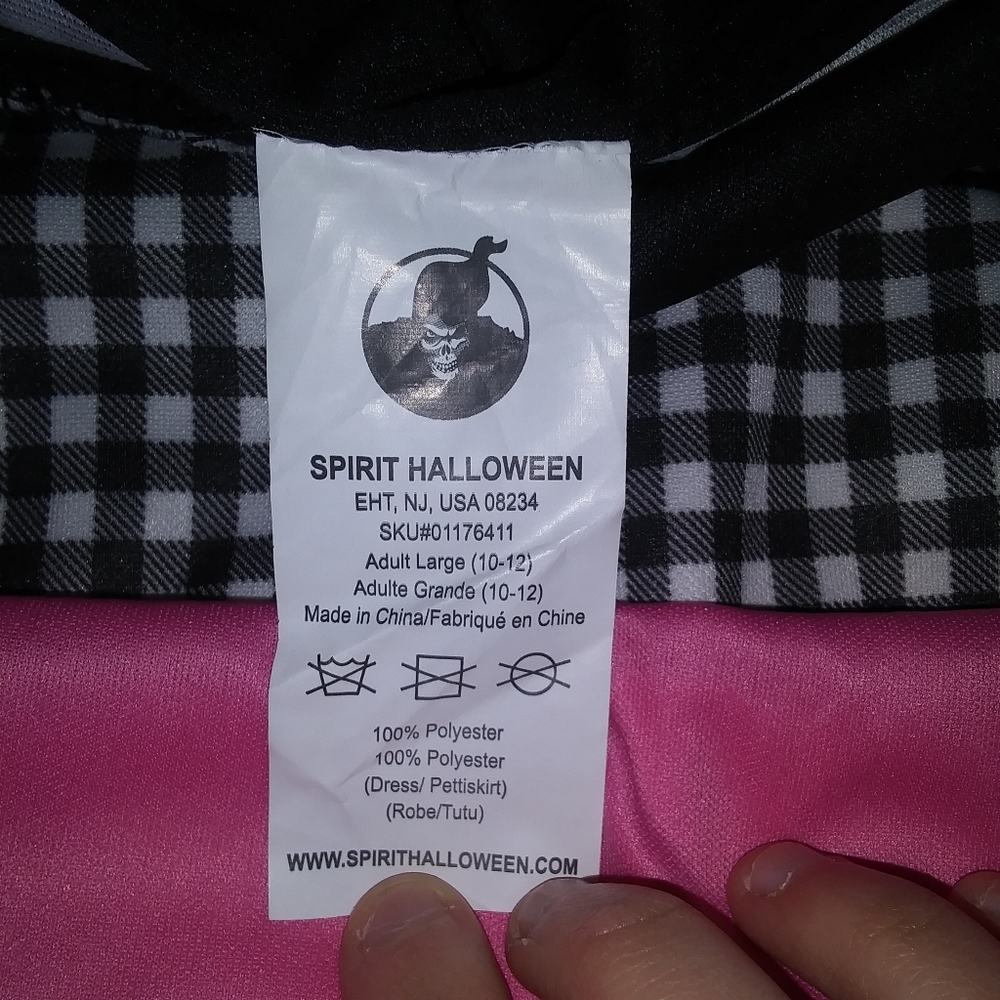 SPIRIT HALLOWEEN
EHT, NJ, USA 08234
SKU#01176411
Adult Large (10-12)
Adulte Grande (10-12)
Made in China/Fabriqué en Chine
100% Polyester
100% Polyester
(Dress/ Pettiskirt)
(Robe/Tutu)
WWW.SPIRITHALLOWEEN.COM